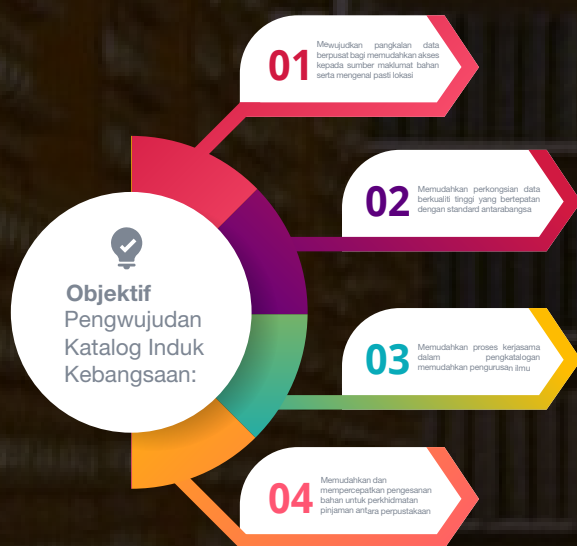 Objektif
Pengwujudan
Katalog Induk
Kebangsaan:
01
Mewujudkan pangkalan data
berpusat bagi memudahkan akses
kepada sumber maklumat bahan
serta mengenal pasti lokasi
02
Memudahkan perkongsian data
berkualiti tinggi yang bertepatan
dengan standard antarabangsa
03
Memudahkan proses kerjasama
dalam pengkatalogan
memudahkan pengurusan ilmu
04
Memudahkan dan
mempercepatkan pengesanan
bahan untuk perkhidmatan
pinjaman antara perpustakaan